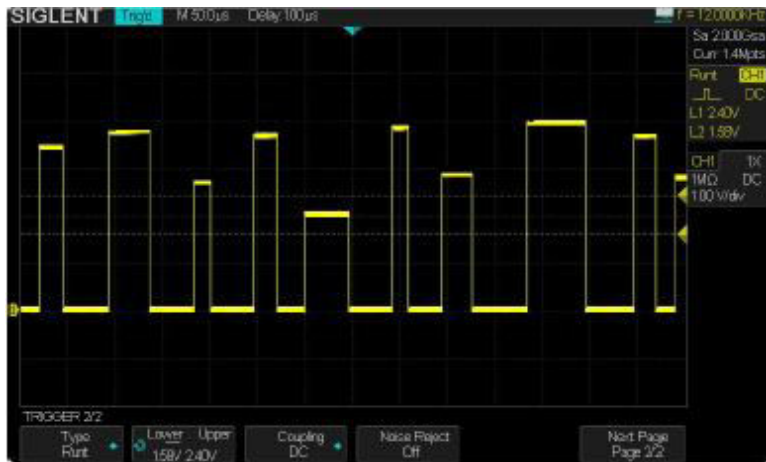 SIGLENT Trig'd M 50.0us Delay:100us f = 12.0000KHz
Sa 2.00GSa
Curr 1.4Mpts
Runt CH1
DC
L1 2.40V
L2 1.58V
CH1 1X
1MΩ DC
1.00 V/div
TRIGGER 2/2
Type Lower Upper Coupling Noise Reject Next Page
Runt 1.58V 2.40V DC Off Page 2/2